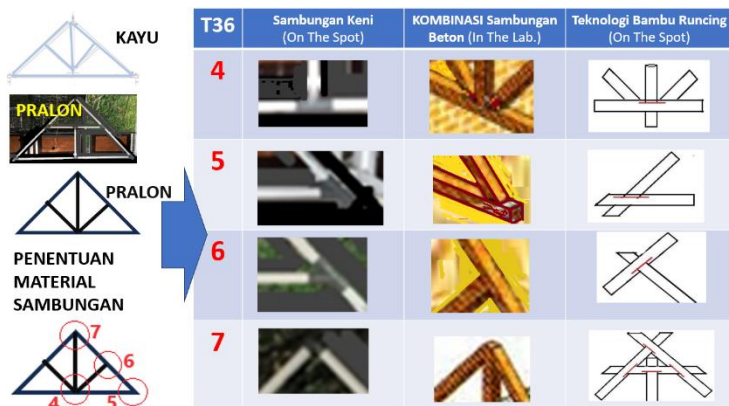 KAYU
PRALON
PRALON
PENENTUAN
MATERIAL
SAMBUNGAN
7
6
4
5
T36
Sambungan Keni
(On The Spot)
KOMBINASI Sambungan
Beton (In The Lab.)
Teknologi Bambu Runcing
(On The Spot)
4
5
6
7